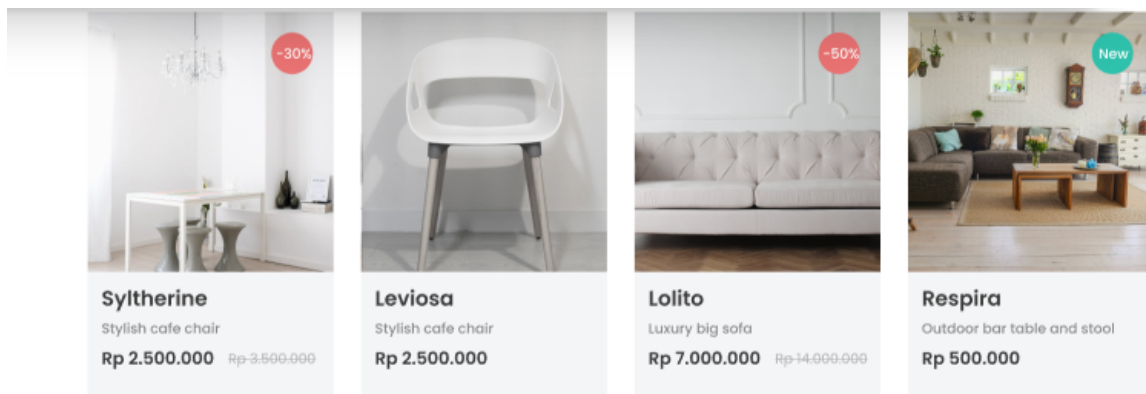 -30%
Syltherine
Stylish cafe chair
Rp 2.500.000 Rp 3.500.000
Leviosa
Stylish cafe chair
Rp 2.500.000
-50%
Lolito
Luxury big sofa
Rp 7.000.000 Rp 14.000.000
New
Respira
Outdoor bar table and stool
Rp 500.000